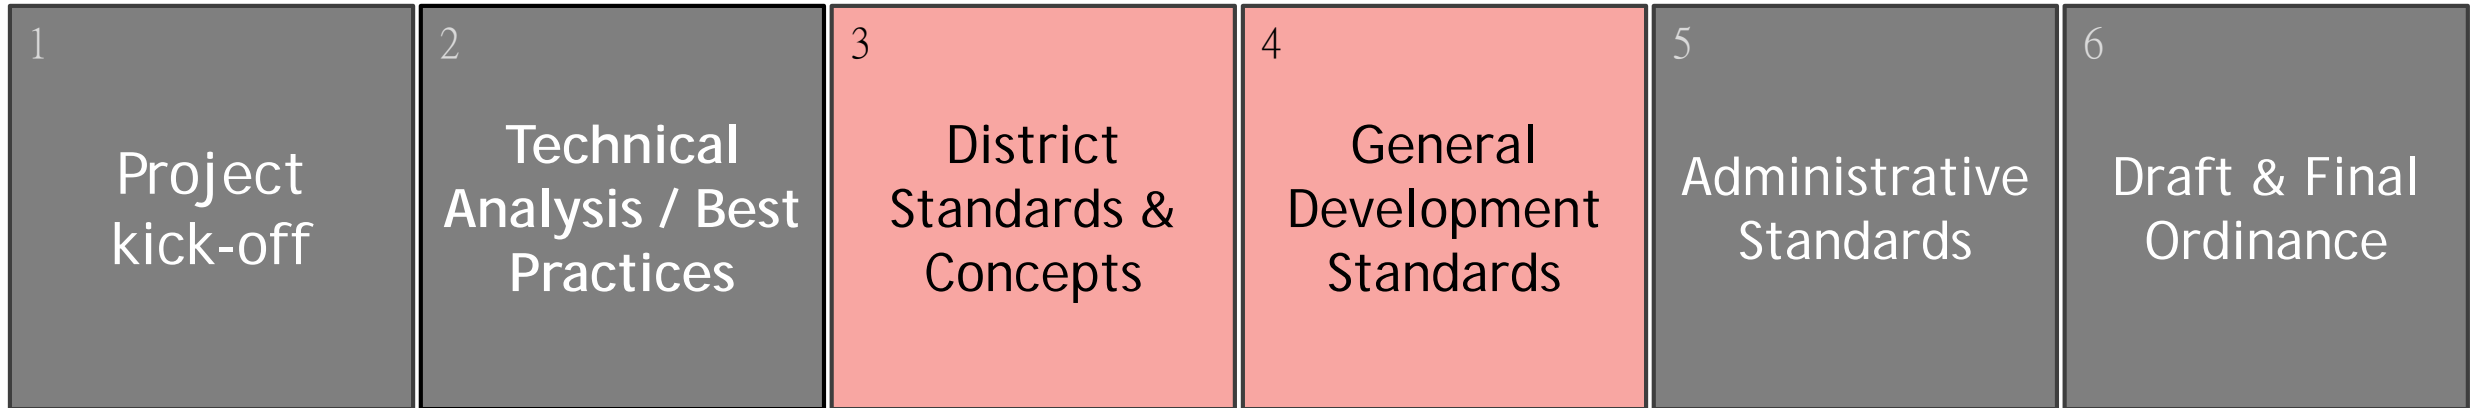 1
Project
kick-off
2
Technical
Analysis / Best
Practices
3
District
Standards &
Concepts
4
General
Development
Standards
5
Administrative
Standards
6
Draft & Final
Ordinance